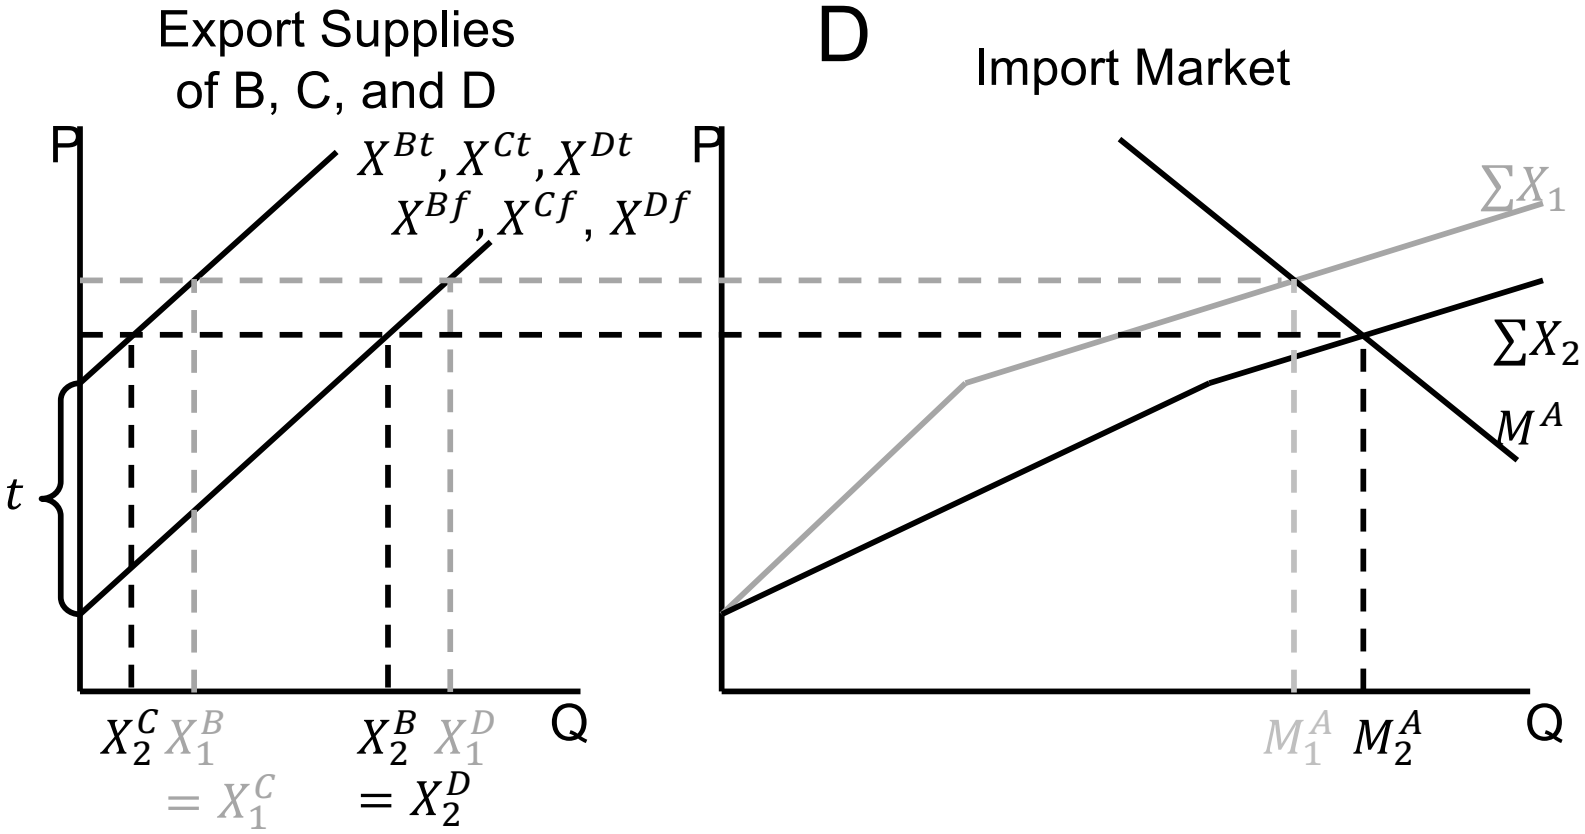 Export Supplies
of B, C, and D
D
Import Market
P
X^{Bt}, X^{Ct}, X^{Dt}
X^{Bf}, X^{Cf}, X^{Df}
P
∑X_1
∑X_2
M^A
t
Q
Q
X_2^C X_1^B
= X_1^C
X_2^B X_1^D
= X_2^D
M_1^A M_2^A